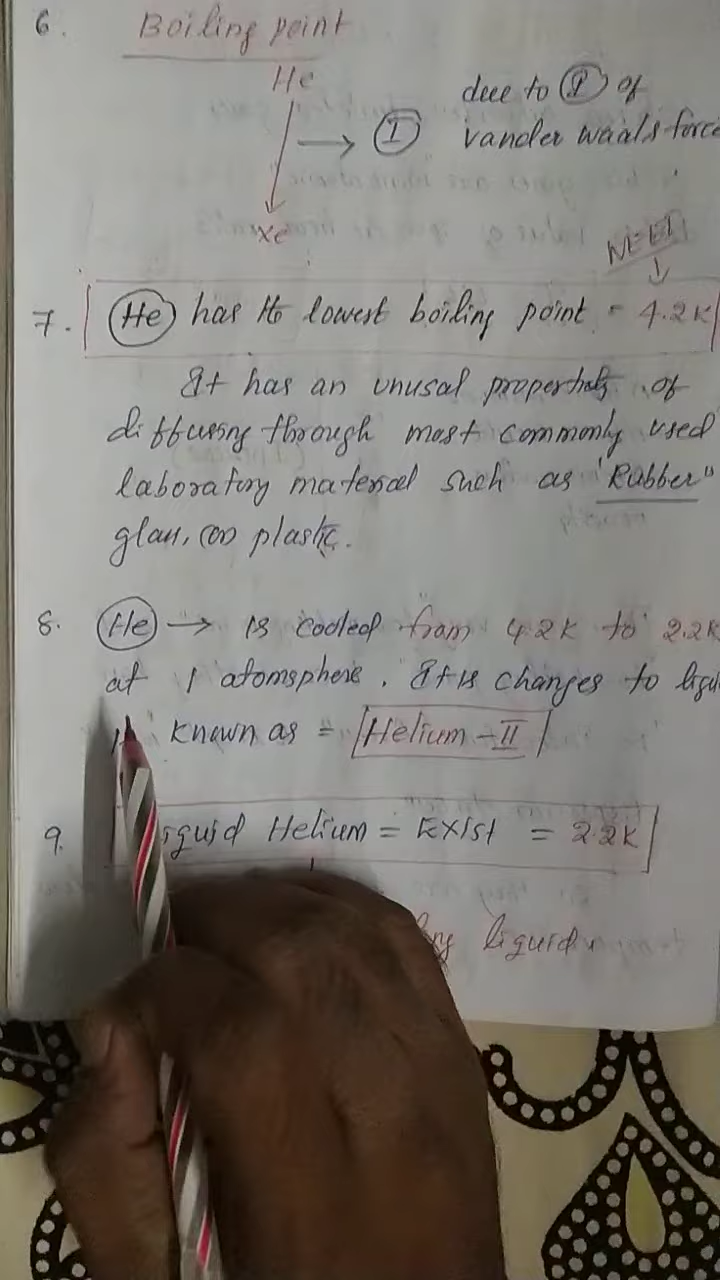 6. Boiling point
He due to (I) of
→ (I) vander waals force
Xe
NEET
7. He has the lowest boiling point = 4.2K
It has an unusal property of
diffusing through most commonly used
laboratory material such as "Rubber"
glass, (or) plastic.
8. He → is cooled from 4.2K to 2.2K
at 1 atomsphere. It is changes to liqu
known as = Helium - II
9. iquid Helium = Exist = 2.2K
liquid